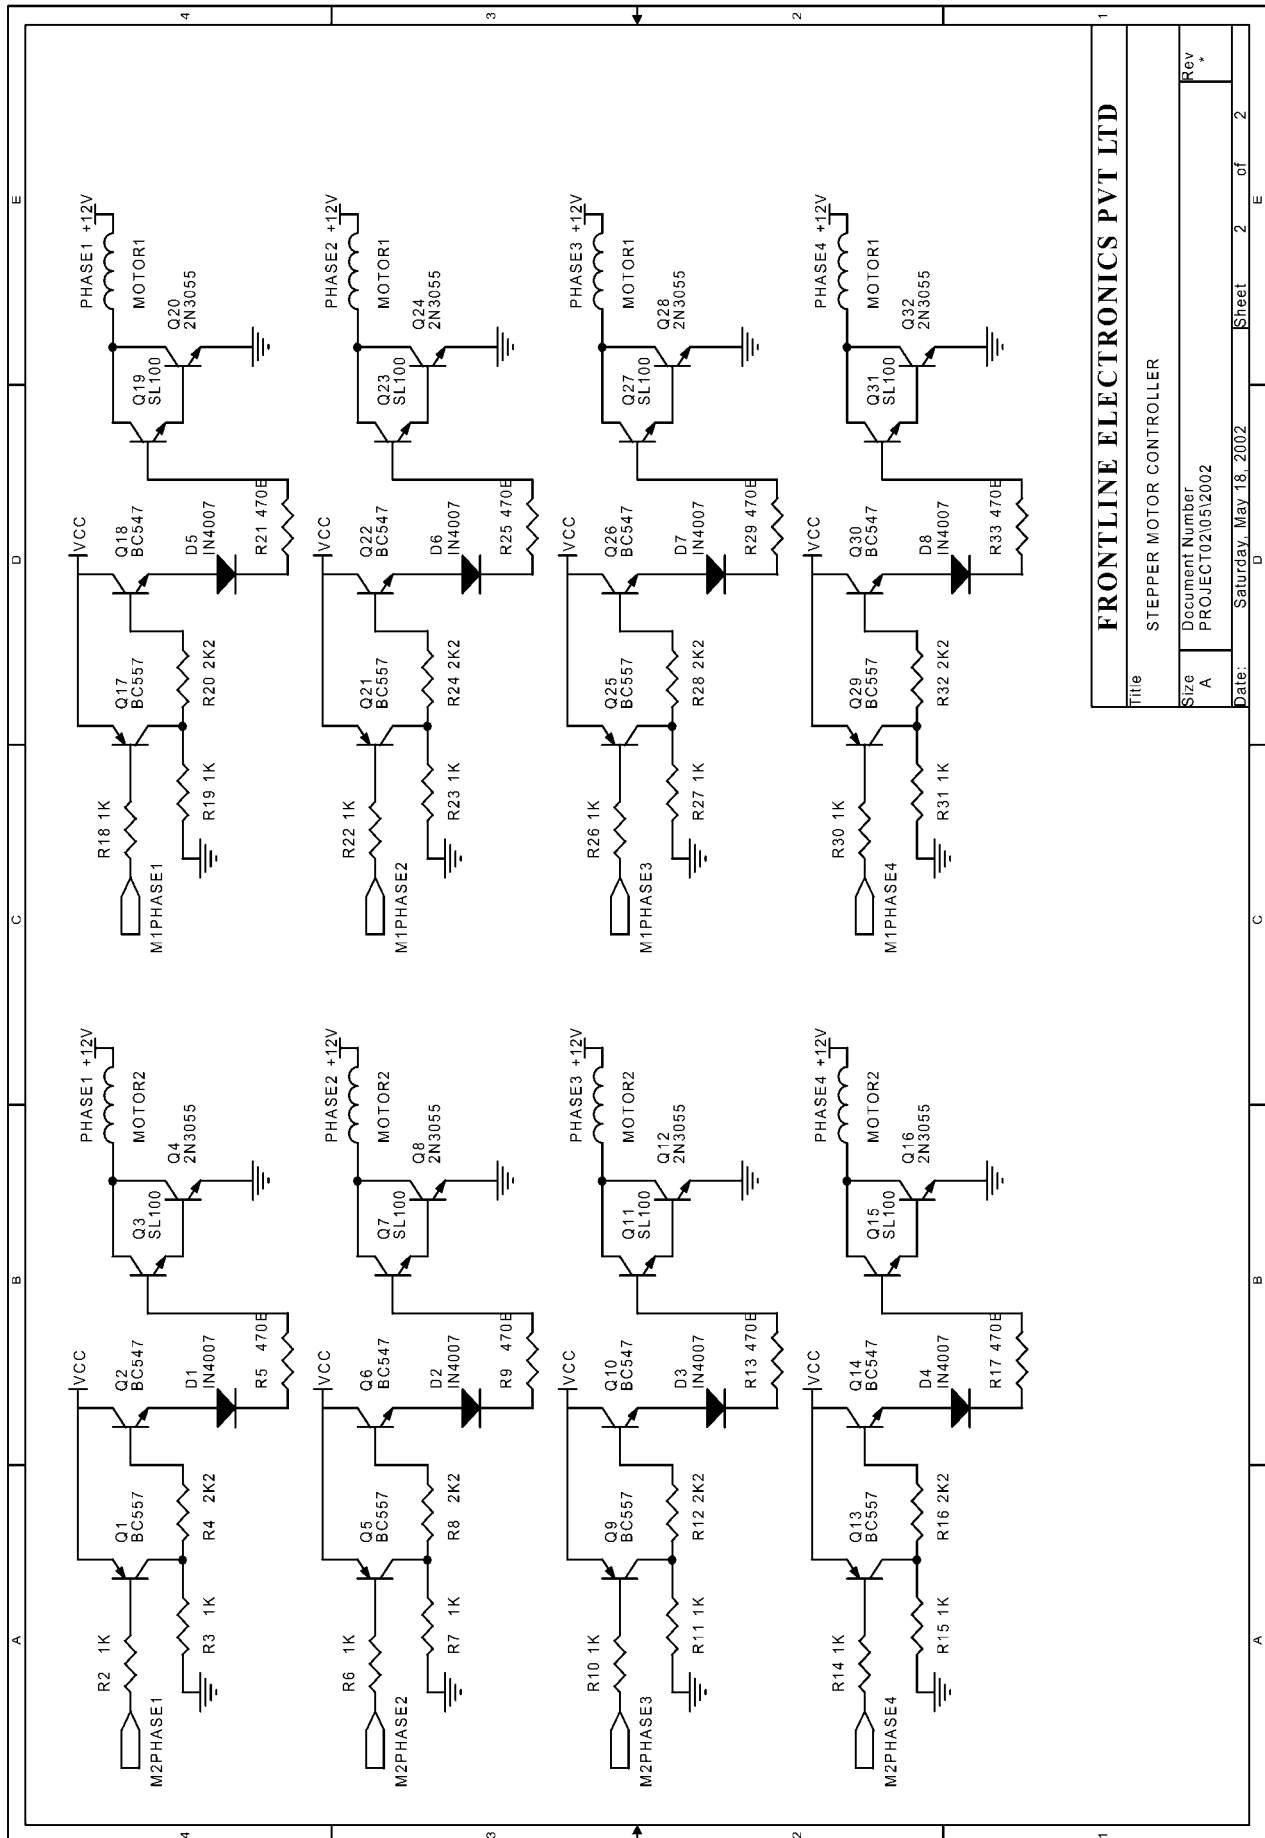 A
B
C
D
E
4
3
2
1
R2 1K
R3 1K
M2PHASE1
Q1
BC557
R4 2K2
VCC
Q2
BC547
D1
IN4007
R5 470E
Q3
SL100
Q4
2N3055
PHASE1 +12V
MOTOR2
R18 1K
R19 1K
M1PHASE1
Q17
BC557
R20 2K2
VCC
Q18
BC547
D5
IN4007
R21 470E
Q19
SL100
Q20
2N3055
PHASE1 +12V
MOTOR1
R6 1K
R7 1K
M2PHASE2
Q5
BC557
R8 2K2
VCC
Q6
BC547
D2
IN4007
R9 470E
Q7
SL100
Q8
2N3055
PHASE2 +12V
MOTOR2
R22 1K
R23 1K
M1PHASE2
Q21
BC557
R24 2K2
VCC
Q22
BC547
D6
IN4007
R25 470E
Q23
SL100
Q24
2N3055
PHASE2 +12V
MOTOR1
R10 1K
R11 1K
M2PHASE3
Q9
BC557
R12 2K2
VCC
Q10
BC547
D3
IN4007
R13 470E
Q11
SL100
Q12
2N3055
PHASE3 +12V
MOTOR2
R26 1K
R27 1K
M1PHASE3
Q25
BC557
R28 2K2
VCC
Q26
BC547
D7
IN4007
R29 470E
Q27
SL100
Q28
2N3055
PHASE3 +12V
MOTOR1
R14 1K
R15 1K
M2PHASE4
Q13
BC557
R16 2K2
VCC
Q14
BC547
D4
IN4007
R17 470E
Q15
SL100
Q16
2N3055
PHASE4 +12V
MOTOR2
R30 1K
R31 1K
M1PHASE4
Q29
BC557
R32 2K2
VCC
Q30
BC547
D8
IN4007
R33 470E
Q31
SL100
Q32
2N3055
PHASE4 +12V
MOTOR1
FRONTLINE ELECTRONICS PVT LTD
Title
STEPPER MOTOR CONTROLLER
Size Document Number Rev
A PROJECT02\05\2002 *
Date: Saturday, May 18, 2002 Sheet 2 of 2
A
B
C
D
E
4
3
2
1